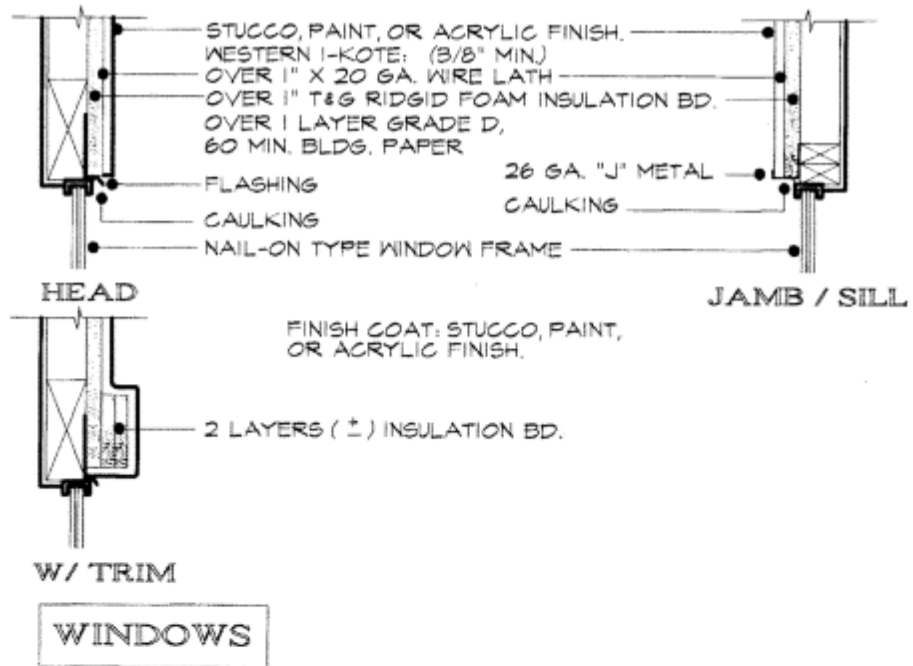 STUCCO, PAINT, OR ACRYLIC FINISH.
WESTERN 1-KOTE: (3/8" MIN.)
OVER 1" X 20 GA. WIRE LATH
OVER 1" T&G RIDGID FOAM INSULATION BD.
OVER 1 LAYER GRADE D,
60 MIN. BLDG. PAPER
FLASHING
CAULKING
NAIL-ON TYPE WINDOW FRAME
26 GA. "J" METAL
CAULKING
HEAD
JAMB / SILL
FINISH COAT: STUCCO, PAINT,
OR ACRYLIC FINISH.
2 LAYERS ( ± ) INSULATION BD.
W/ TRIM
WINDOWS